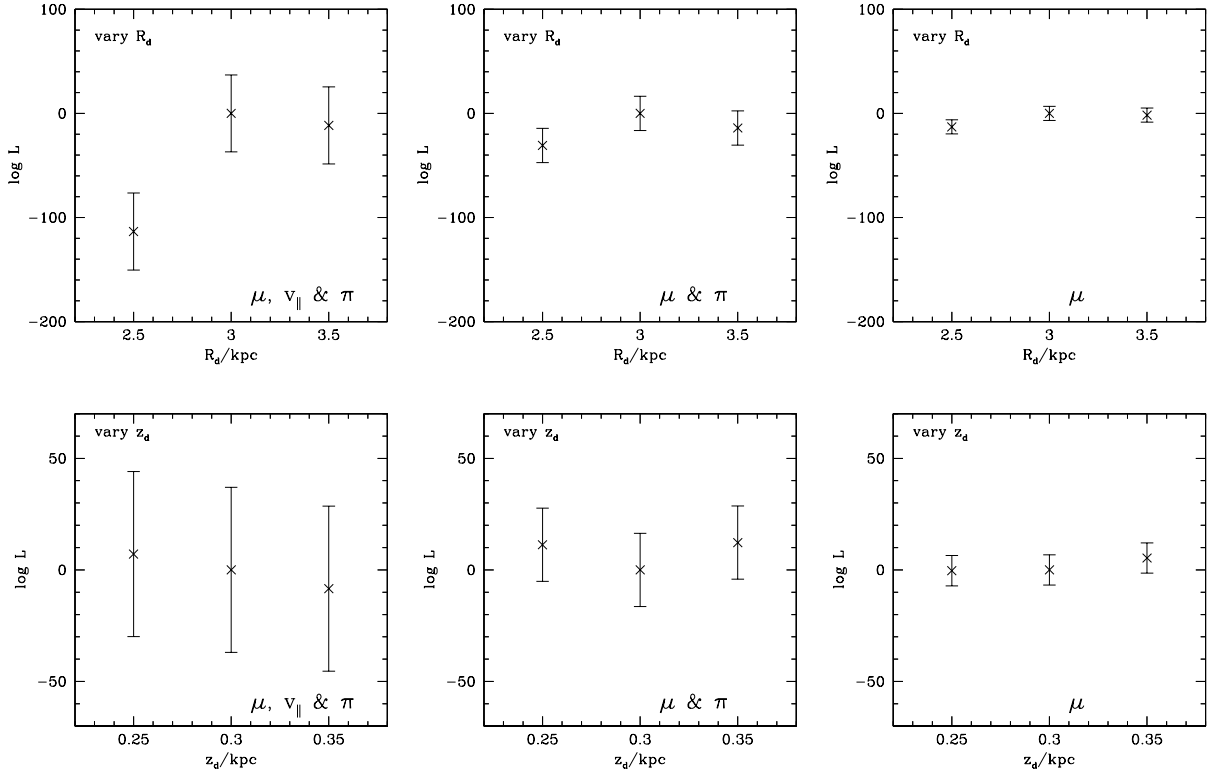 100
0
−100
−200
log L
vary R_d
μ, v_∥ & π
2.5 3 3.5
R_d/kpc
100
0
−100
−200
log L
vary R_d
μ & π
2.5 3 3.5
R_d/kpc
100
0
−100
−200
log L
vary R_d
μ
2.5 3 3.5
R_d/kpc
50
0
−50
log L
vary z_d
μ, v_∥ & π
0.25 0.3 0.35
z_d/kpc
50
0
−50
log L
vary z_d
μ & π
0.25 0.3 0.35
z_d/kpc
50
0
−50
log L
vary z_d
μ
0.25 0.3 0.35
z_d/kpc